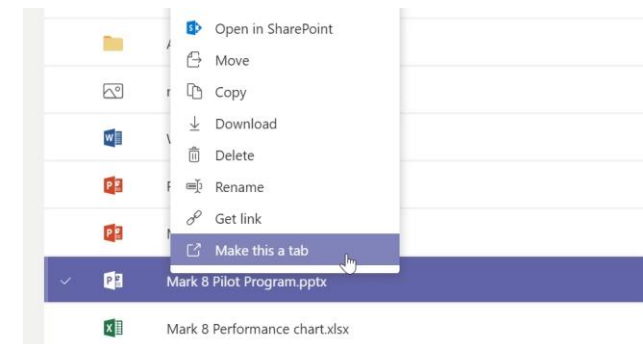 Open in SharePoint
Move
Copy
Download
Delete
Rename
Get link
Make this a tab
Mark 8 Pilot Program.pptx
Mark 8 Performance chart.xlsx